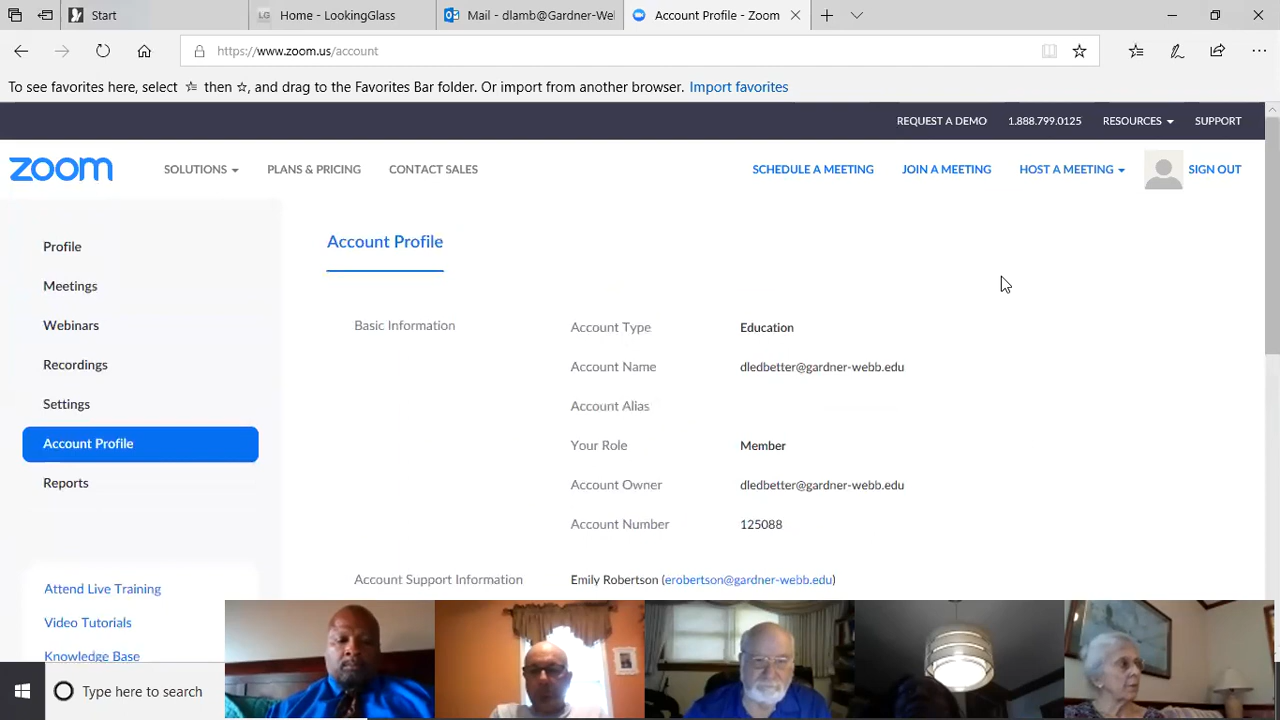 Start
LG Home - LookingGlass
Mail - dlamb@Gardner-We
Account Profile - Zoom
https://www.zoom.us/account
To see favorites here, select then , and drag to the Favorites Bar folder. Or import from another browser. Import favorites
REQUEST A DEMO 1.888.799.0125 RESOURCES SUPPORT
zoom SOLUTIONS PLANS & PRICING CONTACT SALES SCHEDULE A MEETING JOIN A MEETING HOST A MEETING SIGN OUT
Profile
Meetings
Webinars
Recordings
Settings
Account Profile
Reports
Attend Live Training
Video Tutorials
Knowledge Base
Account Profile
Basic Information
Account Type Education
Account Name dledbetter@gardner-webb.edu
Account Alias
Your Role Member
Account Owner dledbetter@gardner-webb.edu
Account Number 125088
Account Support Information Emily Robertson (erobertson@gardner-webb.edu)
Type here to search